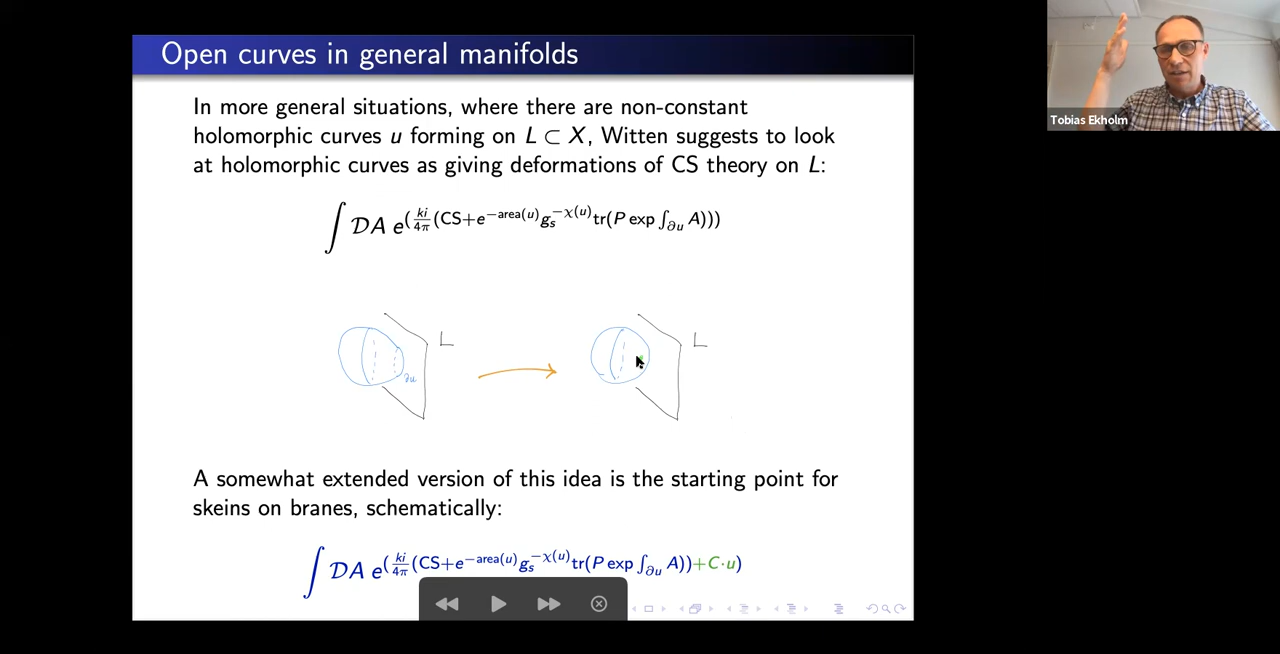 Open curves in general manifolds
In more general situations, where there are non-constant
holomorphic curves u forming on L ⊂ X, Witten suggests to look
at holomorphic curves as giving deformations of CS theory on L:
∫ 𝒟A e^{(ki/4π (CS+e^{−area(u)} g_s^{−χ(u)} tr(P exp ∫_{∂u} A)))}
L
∂u
L
A somewhat extended version of this idea is the starting point for
skeins on branes, schematically:
∫ 𝒟A e^{(ki/4π (CS+e^{−area(u)} g_s^{−χ(u)} tr(P exp ∫_{∂u} A))+C·u)}
Tobias Ekholm